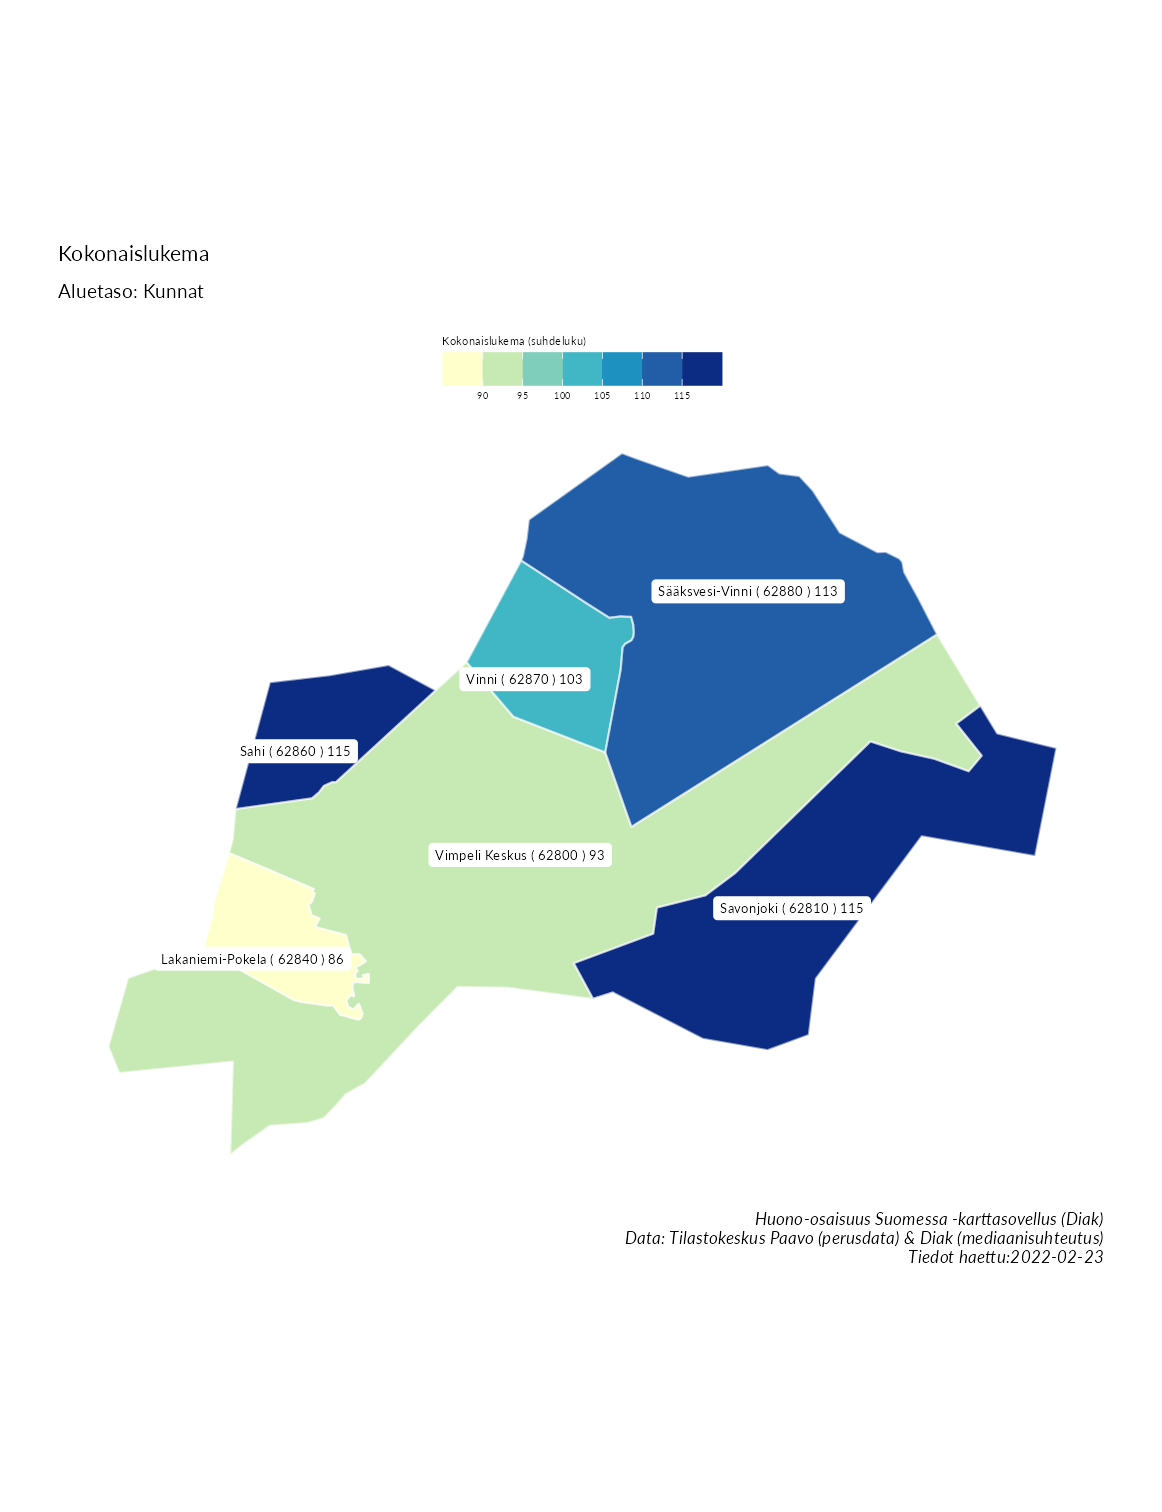 Kokonaislukema
Aluetaso: Kunnat
Kokonaislukema (suhdeluku)
90 95 100 105 110 115
Sääksvesi-Vinni ( 62880 ) 113
Vinni ( 62870 ) 103
Sahi ( 62860 ) 115
Vimpeli Keskus ( 62800 ) 93
Savonjoki ( 62810 ) 115
Lakaniemi-Pokela ( 62840 ) 86
Huono-osaisuus Suomessa -karttasovellus (Diak)
Data: Tilastokeskus Paavo (perusdata) & Diak (mediaanisuhteutus)
Tiedot haettu:2022-02-23